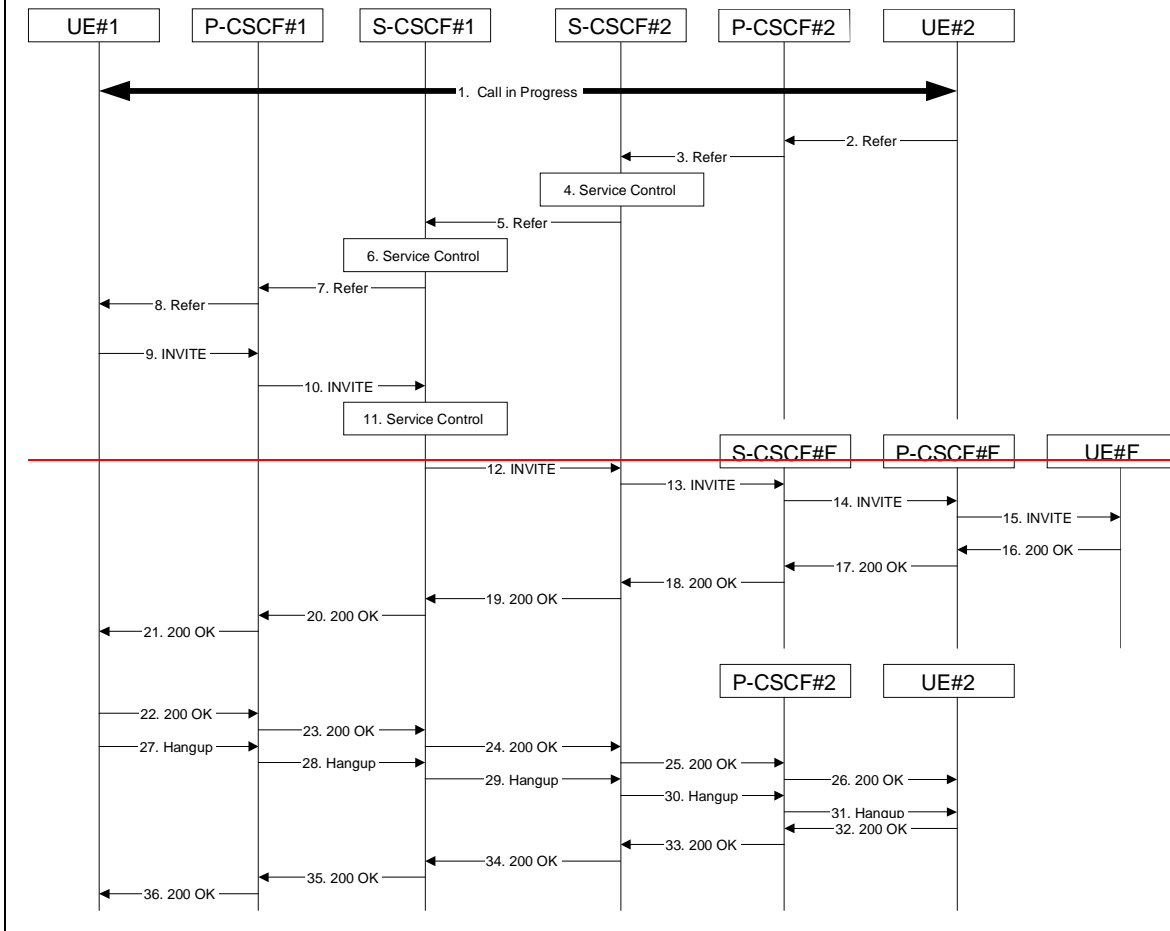 UE#1
P-CSCF#1
S-CSCF#1
S-CSCF#2
P-CSCF#2
UE#2
1. Call in Progress
2. Refer
3. Refer
4. Service Control
5. Refer
6. Service Control
7. Refer
8. Refer
9. INVITE
10. INVITE
11. Service Control
S-CSCF#F
P-CSCF#F
UE#F
12. INVITE
13. INVITE
14. INVITE
15. INVITE
16. 200 OK
17. 200 OK
18. 200 OK
19. 200 OK
20. 200 OK
21. 200 OK
P-CSCF#2
UE#2
22. 200 OK
23. 200 OK
27. Hangup
24. 200 OK
28. Hangup
25. 200 OK
29. Hangup
26. 200 OK
30. Hangup
31. Hangup
32. 200 OK
33. 200 OK
34. 200 OK
35. 200 OK
36. 200 OK